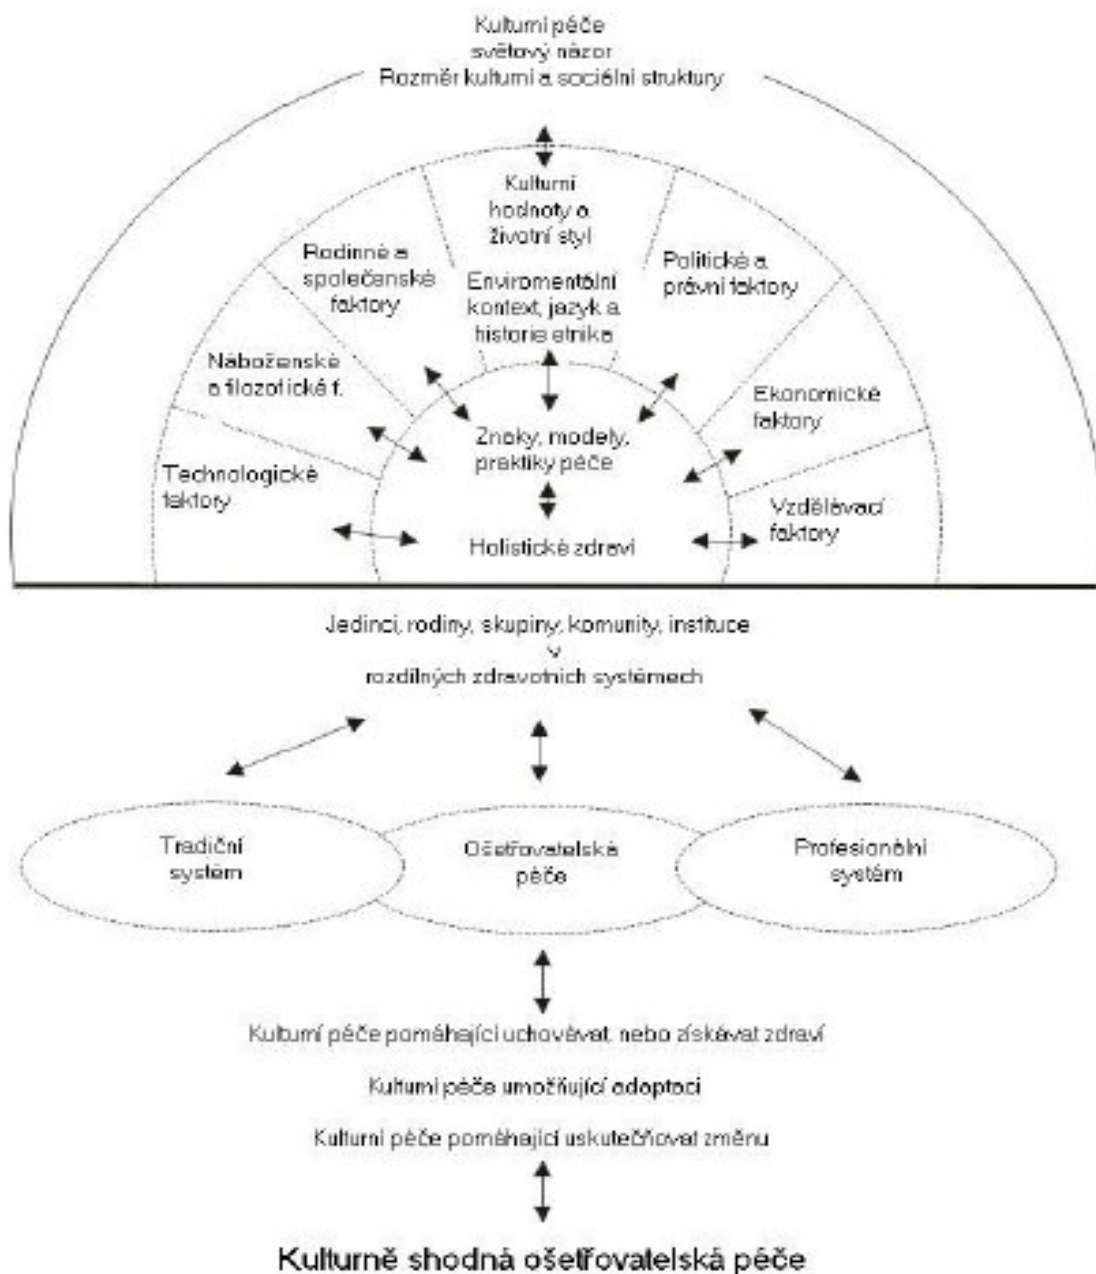 Kulturní péče
světový názor
Rozměr kulturní a sociální struktury
Kulturní
hodnoty a
životní styl
Rodinné a
společenské
faktory
Enviromentální
kontext, jazyk a
historie etnika
Politické a
právní faktory
Náboženské
a filozofické f.
Ekonomické
faktory
Znaky, modely,
praktiky péče
Technologické
faktory
Vzdělávací
faktory
Holistické zdraví
Jedinci, rodiny, skupiny, komunity, instituce
v
rozdílných zdravotních systémech
Tradiční
systém
Ošetřovatelská
péče
Profesionální
systém
Kulturní péče pomáhající uchovávat, nebo získávat zdraví
Kulturní péče umožňující adaptaci
Kulturní péče pomáhající uskutečňovat změnu
Kulturně shodná ošetřovatelská péče